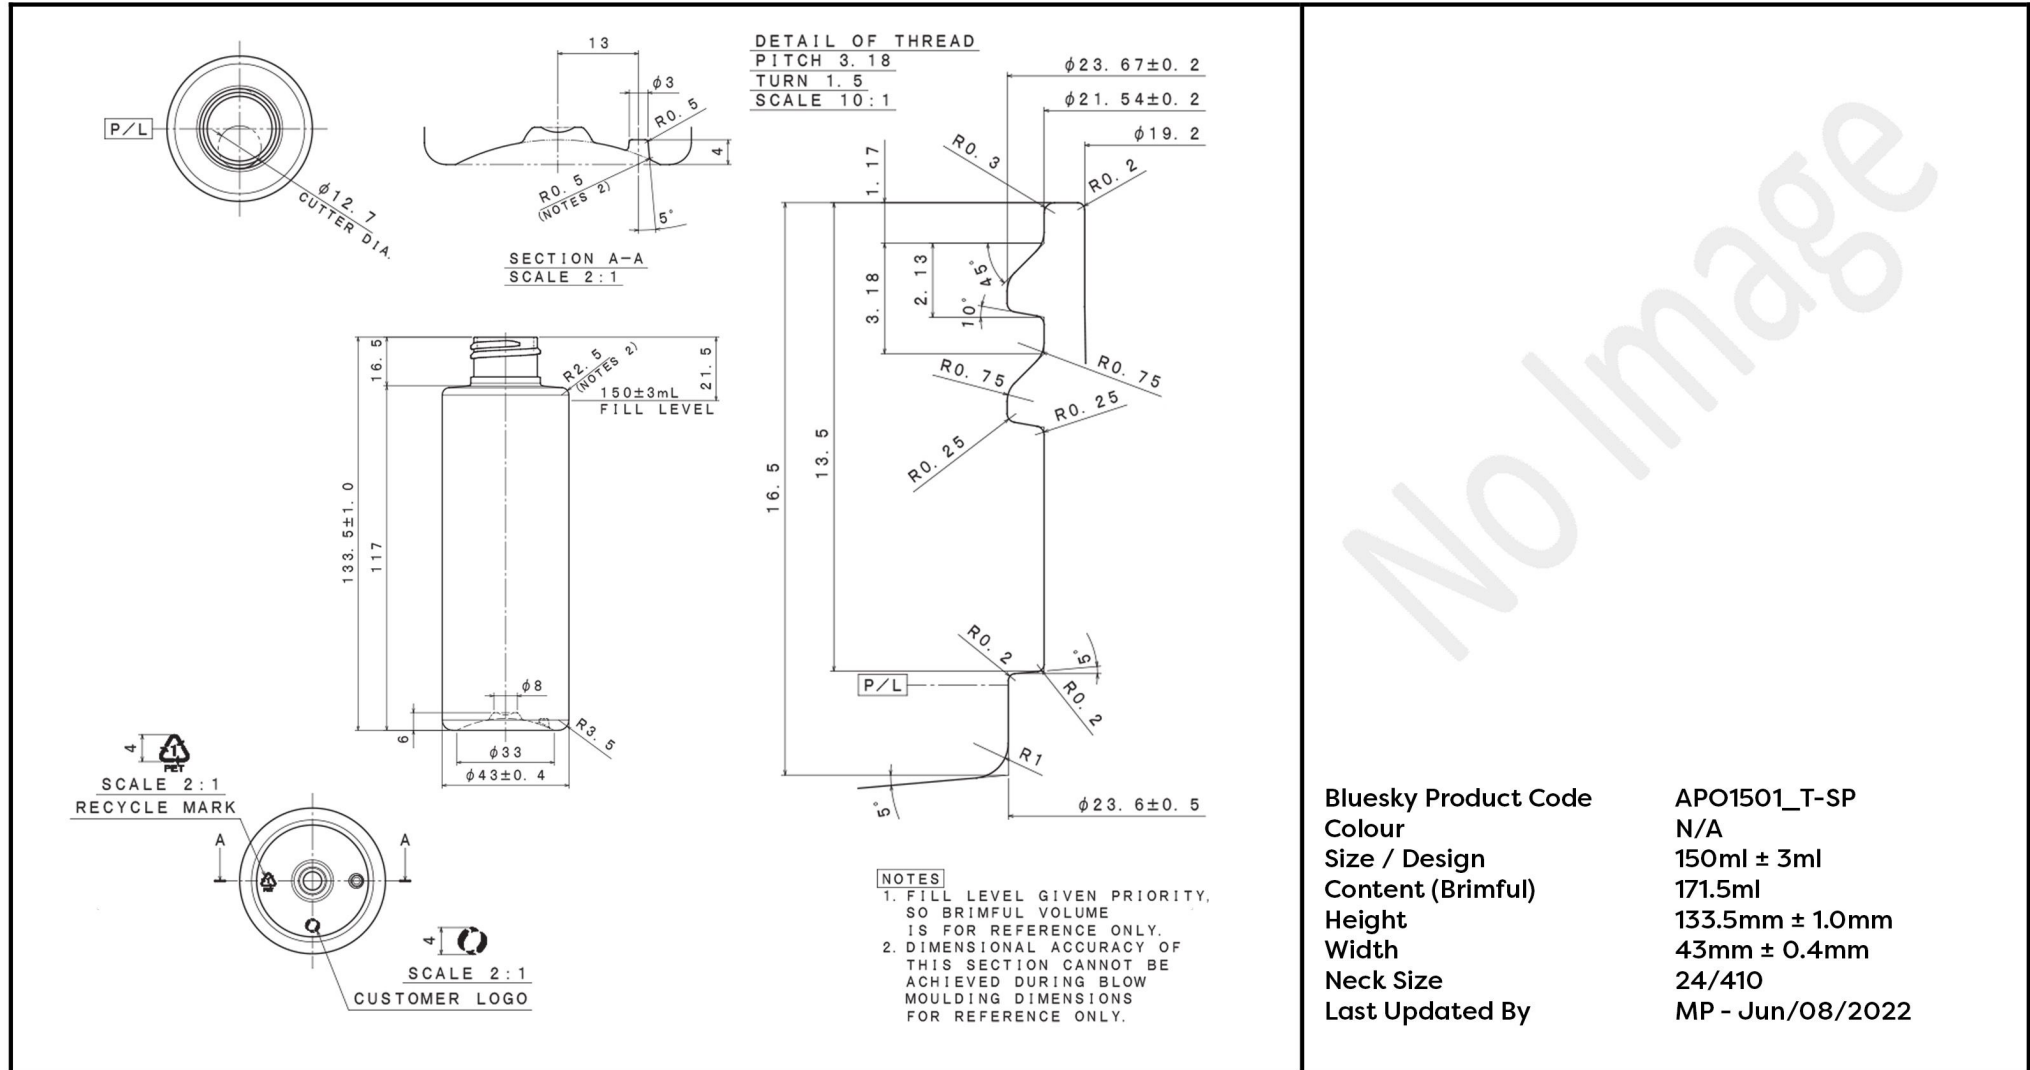 P/L
φ12. 7
CUTTER DIA.
13
φ3
R0. 5
4
R0. 5
(NOTES 2)
5°
SECTION A-A
SCALE 2:1
DETAIL OF THREAD
PITCH 3. 18
TURN 1. 5
SCALE 10:1
φ23. 67±0. 2
φ21. 54±0. 2
φ19. 2
1. 17
R0. 3
R0. 2
3. 18
2. 13
45°
10°
R0. 75
R0. 75
R0. 25
R0. 25
16. 5
13. 5
R0. 2
5°
P/L
R0. 2
R1
5°
φ23. 6±0. 5
16. 5
R2. 5
(NOTES 2)
21. 5
150±3mL
FILL LEVEL
133. 5±1. 0
117
φ8
6
R3. 5
φ33
φ43±0. 4
4
1
PET
SCALE 2:1
RECYCLE MARK
A
A
PET
4
SCALE 2:1
CUSTOMER LOGO
NOTES
1. FILL LEVEL GIVEN PRIORITY,
SO BRIMFUL VOLUME
IS FOR REFERENCE ONLY.
2. DIMENSIONAL ACCURACY OF
THIS SECTION CANNOT BE
ACHIEVED DURING BLOW
MOULDING DIMENSIONS
FOR REFERENCE ONLY.
No Image
Bluesky Product Code APO1501_T-SP
Colour N/A
Size / Design 150ml ± 3ml
Content (Brimful) 171.5ml
Height 133.5mm ± 1.0mm
Width 43mm ± 0.4mm
Neck Size 24/410
Last Updated By MP - Jun/08/2022